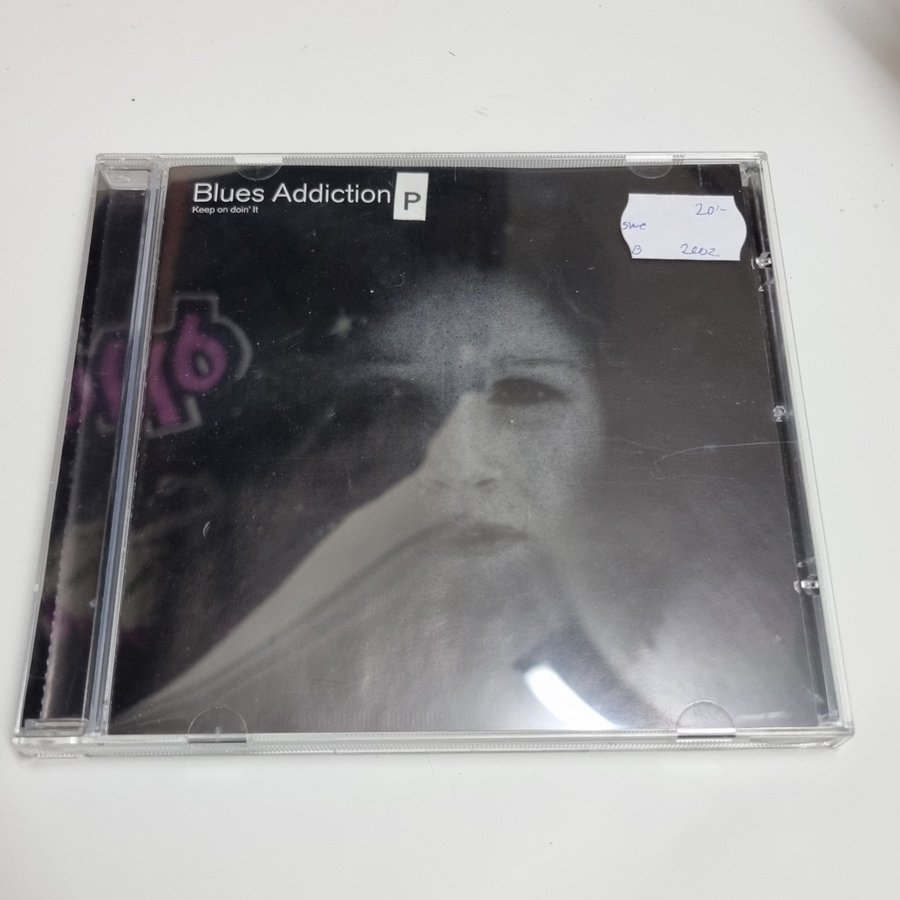 Blues Addiction
Keep on doin' It
P
20:-
swe
B 2002